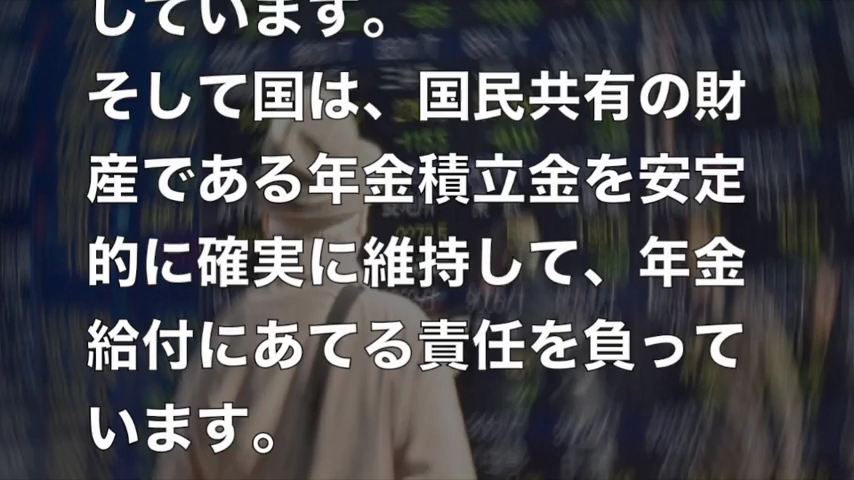 しています。
そして国は、国民共有の財
産である年金積立金を安定
的に確実に維持して、年金
給付にあてる責任を負って
います。